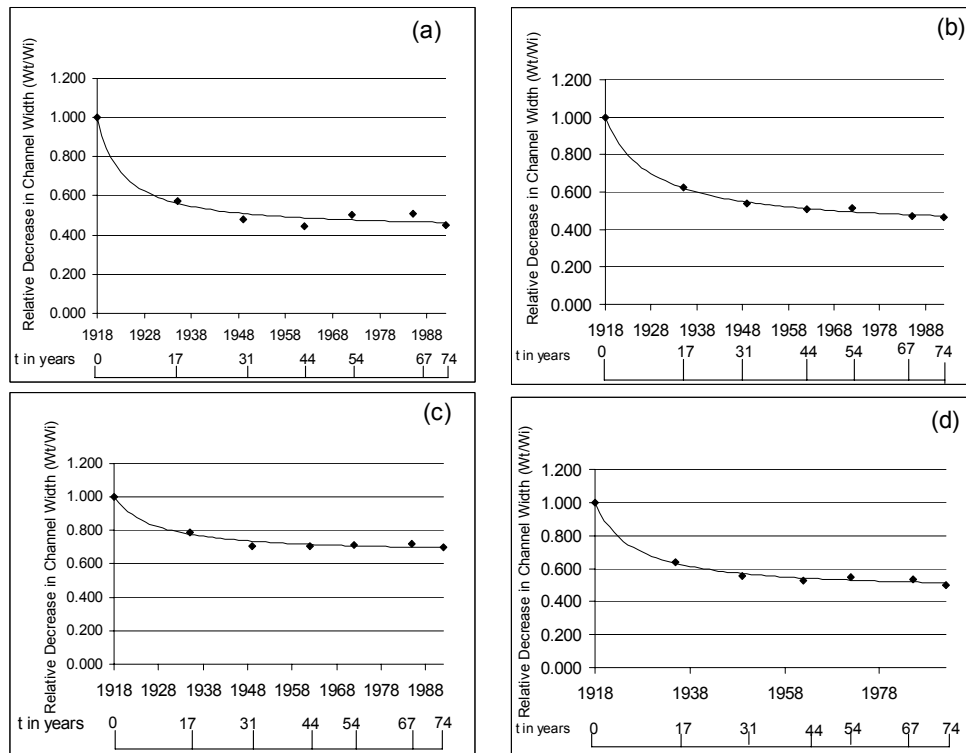 (a)
Relative Decrease in Channel Width (Wt/Wi)
1.200
1.000
0.800
0.600
0.400
0.200
0.000
1918 1928 1938 1948 1958 1968 1978 1988
t in years 0 17 31 44 54 67 74
(b)
Relative Decrease in Channel Width (Wt/Wi)
1.200
1.000
0.800
0.600
0.400
0.200
0.000
1918 1928 1938 1948 1958 1968 1978 1988
0 17 31 44 54 67 74
(c)
Relative Decrease in Channel Width (Wt/Wi)
1.200
1.000
0.800
0.600
0.400
0.200
0.000
1918 1928 1938 1948 1958 1968 1978 1988
t in years 0 17 31 44 54 67 74
(d)
Relative Decrease in Channel Width (Wt/Wi)
1.200
1.000
0.800
0.600
0.400
0.200
0.000
1918 1938 1958 1978
t in years 0 17 31 44 54 67 74